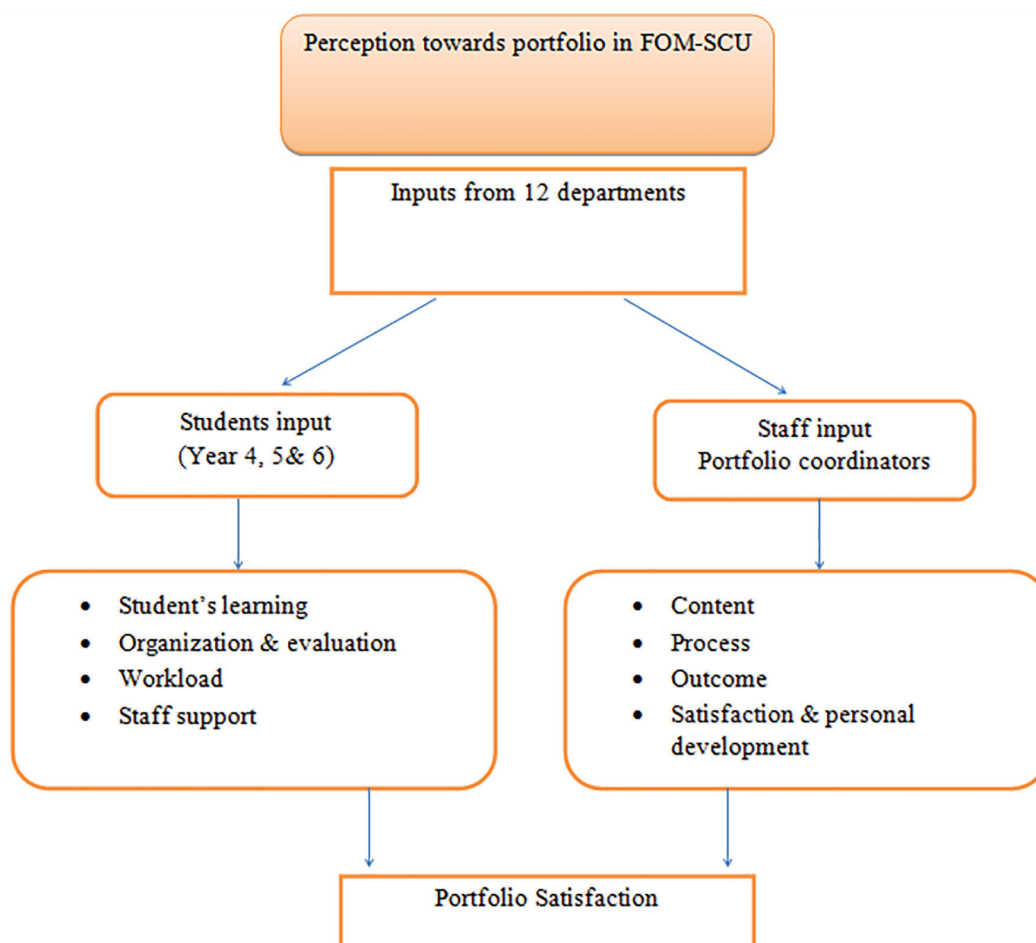 Perception towards portfolio in FOM-SCU
Inputs from 12 departments
Students input
(Year 4, 5& 6)
Staff input
Portfolio coordinators
• Student’s learning
• Organization & evaluation
• Workload
• Staff support
• Content
• Process
• Outcome
• Satisfaction & personal
development
Portfolio Satisfaction